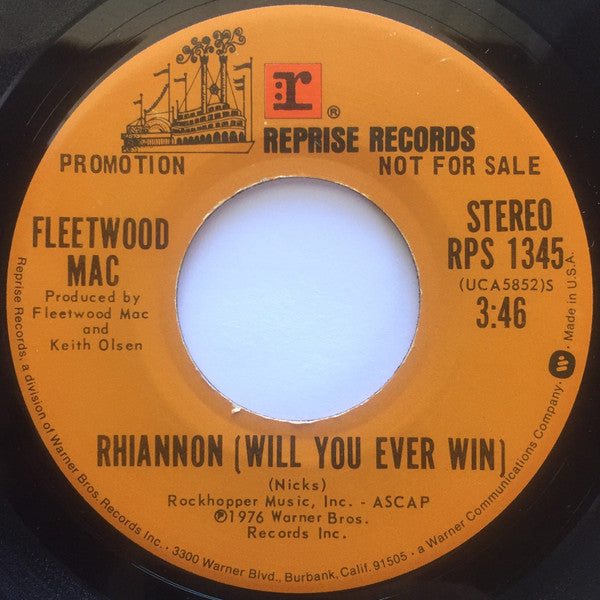 r®
REPRISE RECORDS
PROMOTION
NOT FOR SALE
FLEETWOOD
MAC
Produced by
Fleetwood Mac
and
Keith Olsen
STEREO
RPS 1345
(UCA5852)S
3:46
RHIANNON (WILL YOU EVER WIN)
(Nicks)
Rockhopper Music, Inc. - ASCAP
℗1976 Warner Bros.
Records Inc.
Reprise Records, a division of Warner Bros. Records Inc. · 3300 Warner Blvd., Burbank, Calif. 91505 · a Warner Communications Company · Made in U.S.A.